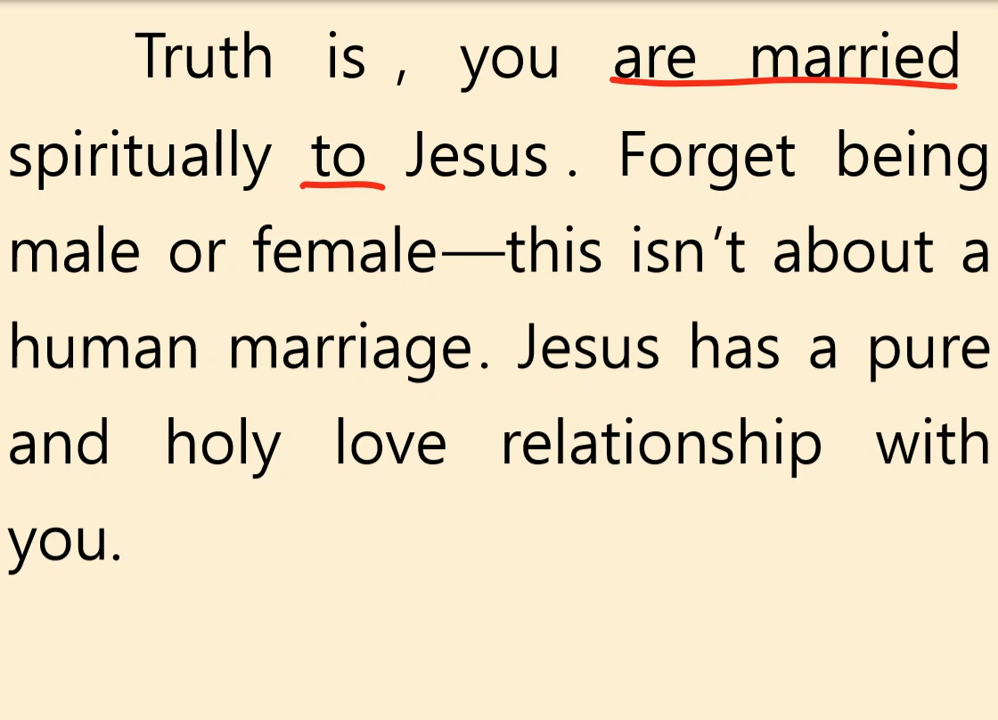 Truth is , you are married
spiritually to Jesus . Forget being
male or female—this isn’t about a
human marriage. Jesus has a pure
and holy love relationship with
you.